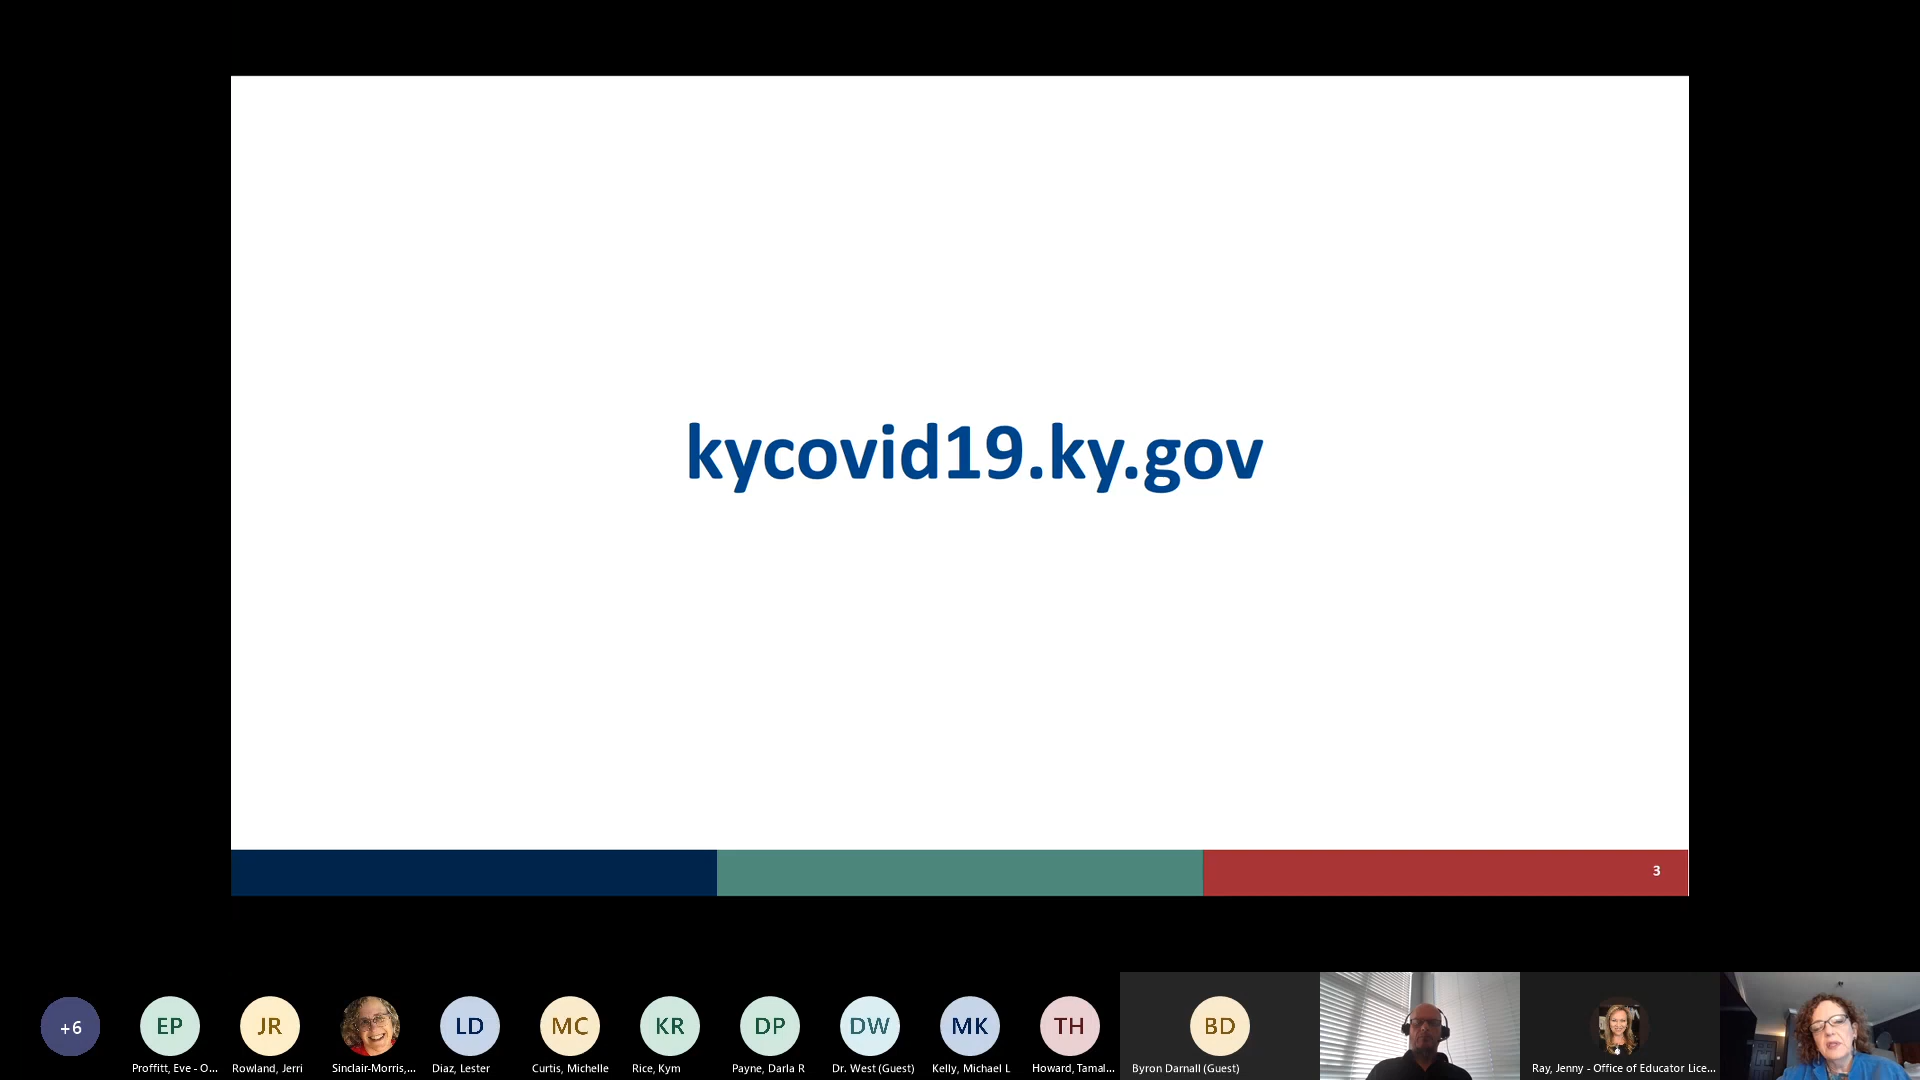 kycovid19.ky.gov
3
+6
EP
JR
LD
MC
KR
DP
DW
MK
TH
BD
Proffitt, Eve - O...
Rowland, Jerri
Sinclair-Morris,...
Diaz, Lester
Curtis, Michelle
Rice, Kym
Payne, Darla R
Dr. West (Guest)
Kelly, Michael L
Howard, Tamal...
Byron Darnall (Guest)
Ray, Jenny - Office of Educator Lice...